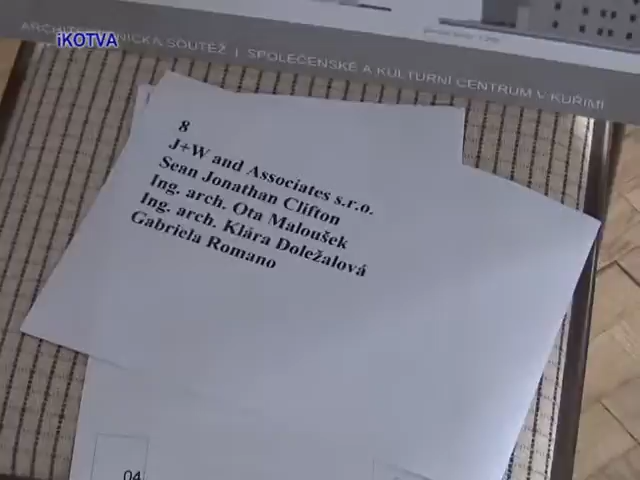 ARCHITEKTONICKÁ SOUTĚŽ | SPOLEČENSKÉ A KULTURNÍ CENTRUM V KUŘIMI
iKOTVA
8
J+W and Associates s.r.o.
Sean Jonathan Clifton
Ing. arch. Ota Maloušek
Ing. arch. Klára Doležalová
Gabriela Romano
04